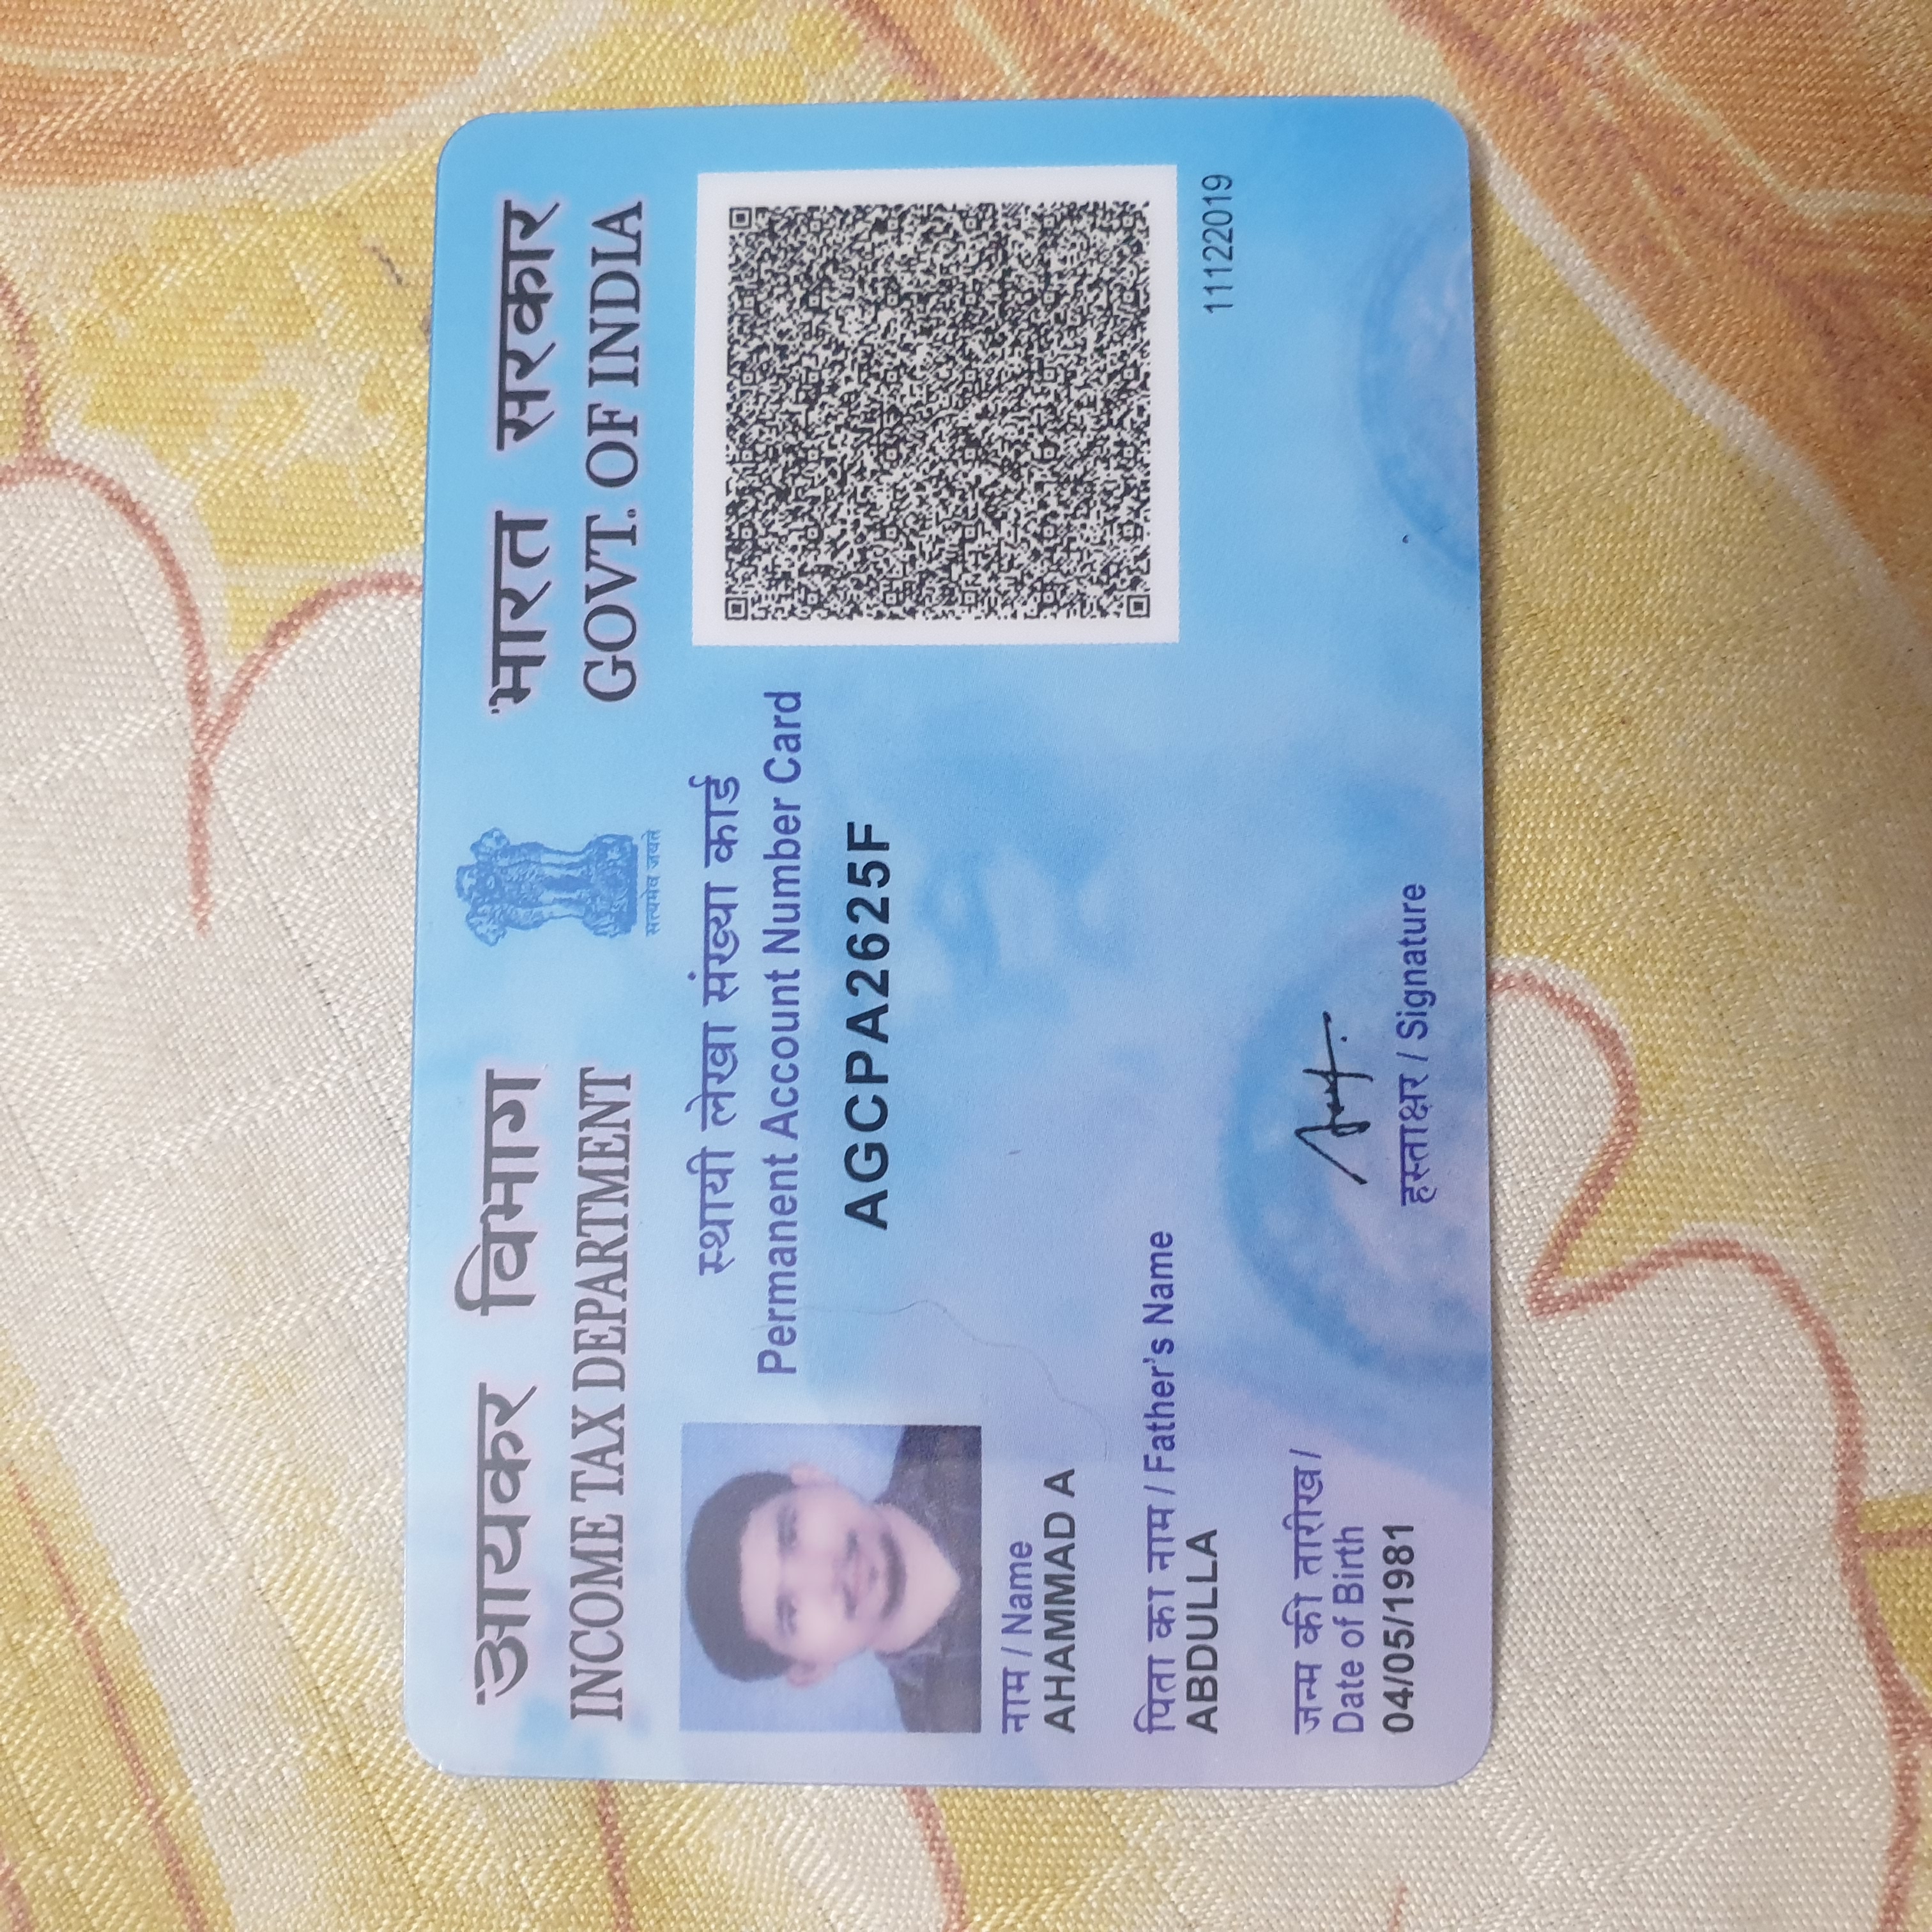 आयकर विभाग
INCOME TAX DEPARTMENT
सत्यमेव जयते
भारत सरकार
GOVT. OF INDIA
स्थायी लेखा संख्या कार्ड
Permanent Account Number Card
AGCPA2625F
नाम / Name
AHAMMAD A
पिता का नाम / Father's Name
ABDULLA
11122019
जन्म की तारीख /
Date of Birth
04/05/1981
हस्ताक्षर / Signature